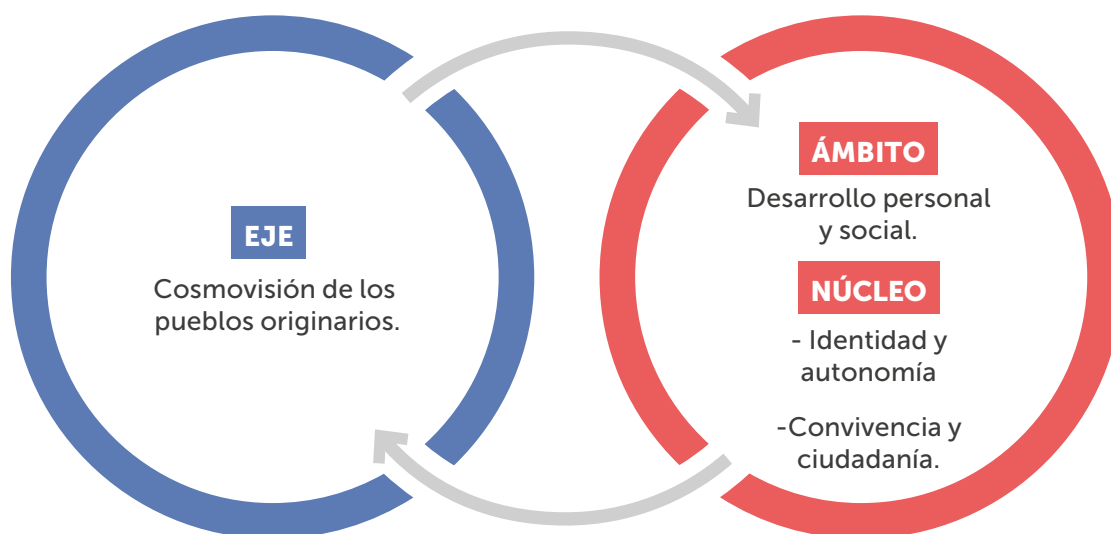 EJE
Cosmovisión de los
pueblos originarios.
ÁMBITO
Desarrollo personal
y social.
NÚCLEO
- Identidad y
autonomía
-Convivencia y
ciudadanía.